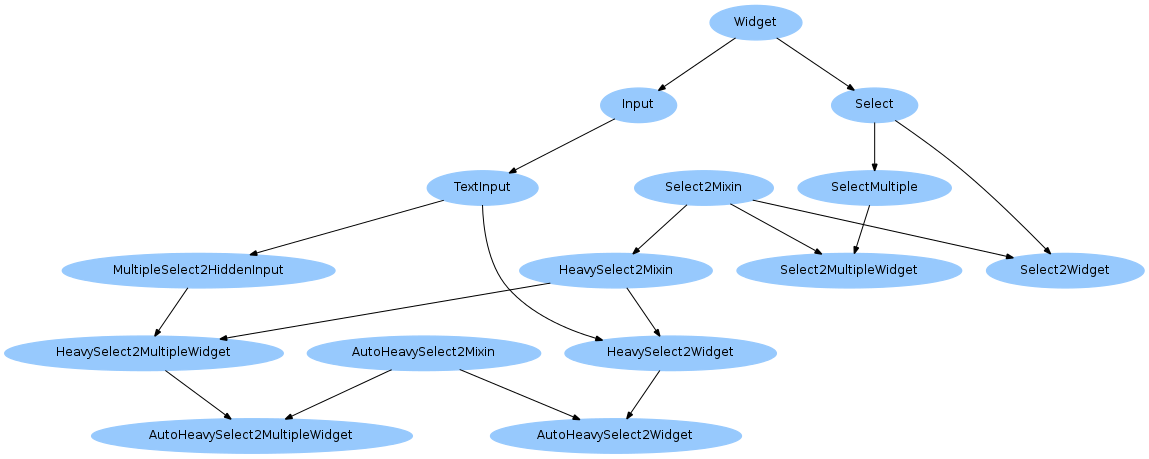 Widget
Input
Select
TextInput
Select2Mixin
SelectMultiple
MultipleSelect2HiddenInput
HeavySelect2Mixin
Select2MultipleWidget
Select2Widget
HeavySelect2MultipleWidget
AutoHeavySelect2Mixin
HeavySelect2Widget
AutoHeavySelect2MultipleWidget
AutoHeavySelect2Widget